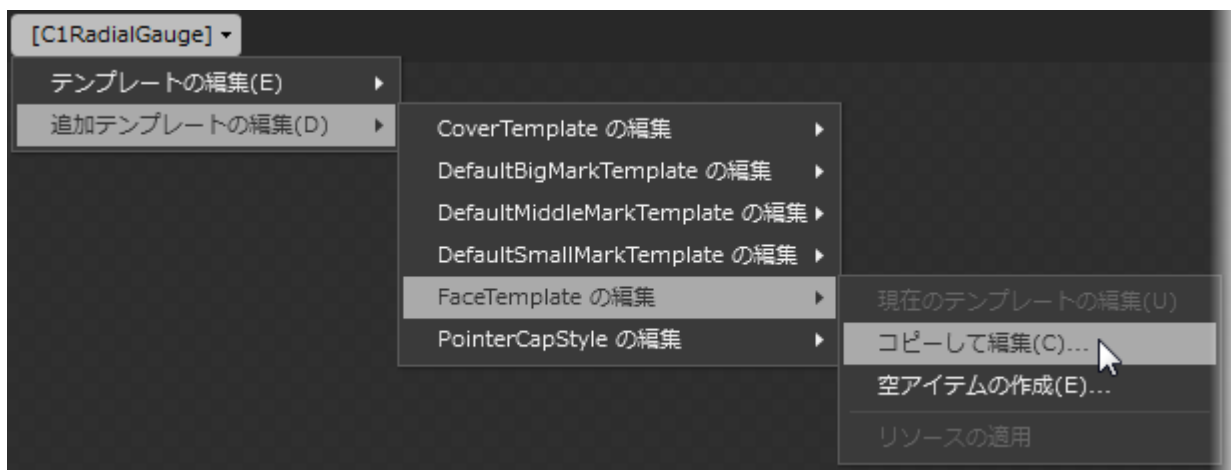 [C1RadialGauge]
テンプレートの編集(E)
追加テンプレートの編集(D)
CoverTemplate の編集
DefaultBigMarkTemplate の編集
DefaultMiddleMarkTemplate の編集
DefaultSmallMarkTemplate の編集
FaceTemplate の編集
PointerCapStyle の編集
現在のテンプレートの編集(U)
コピーして編集(C)...
空アイテムの作成(E)...
リソースの適用